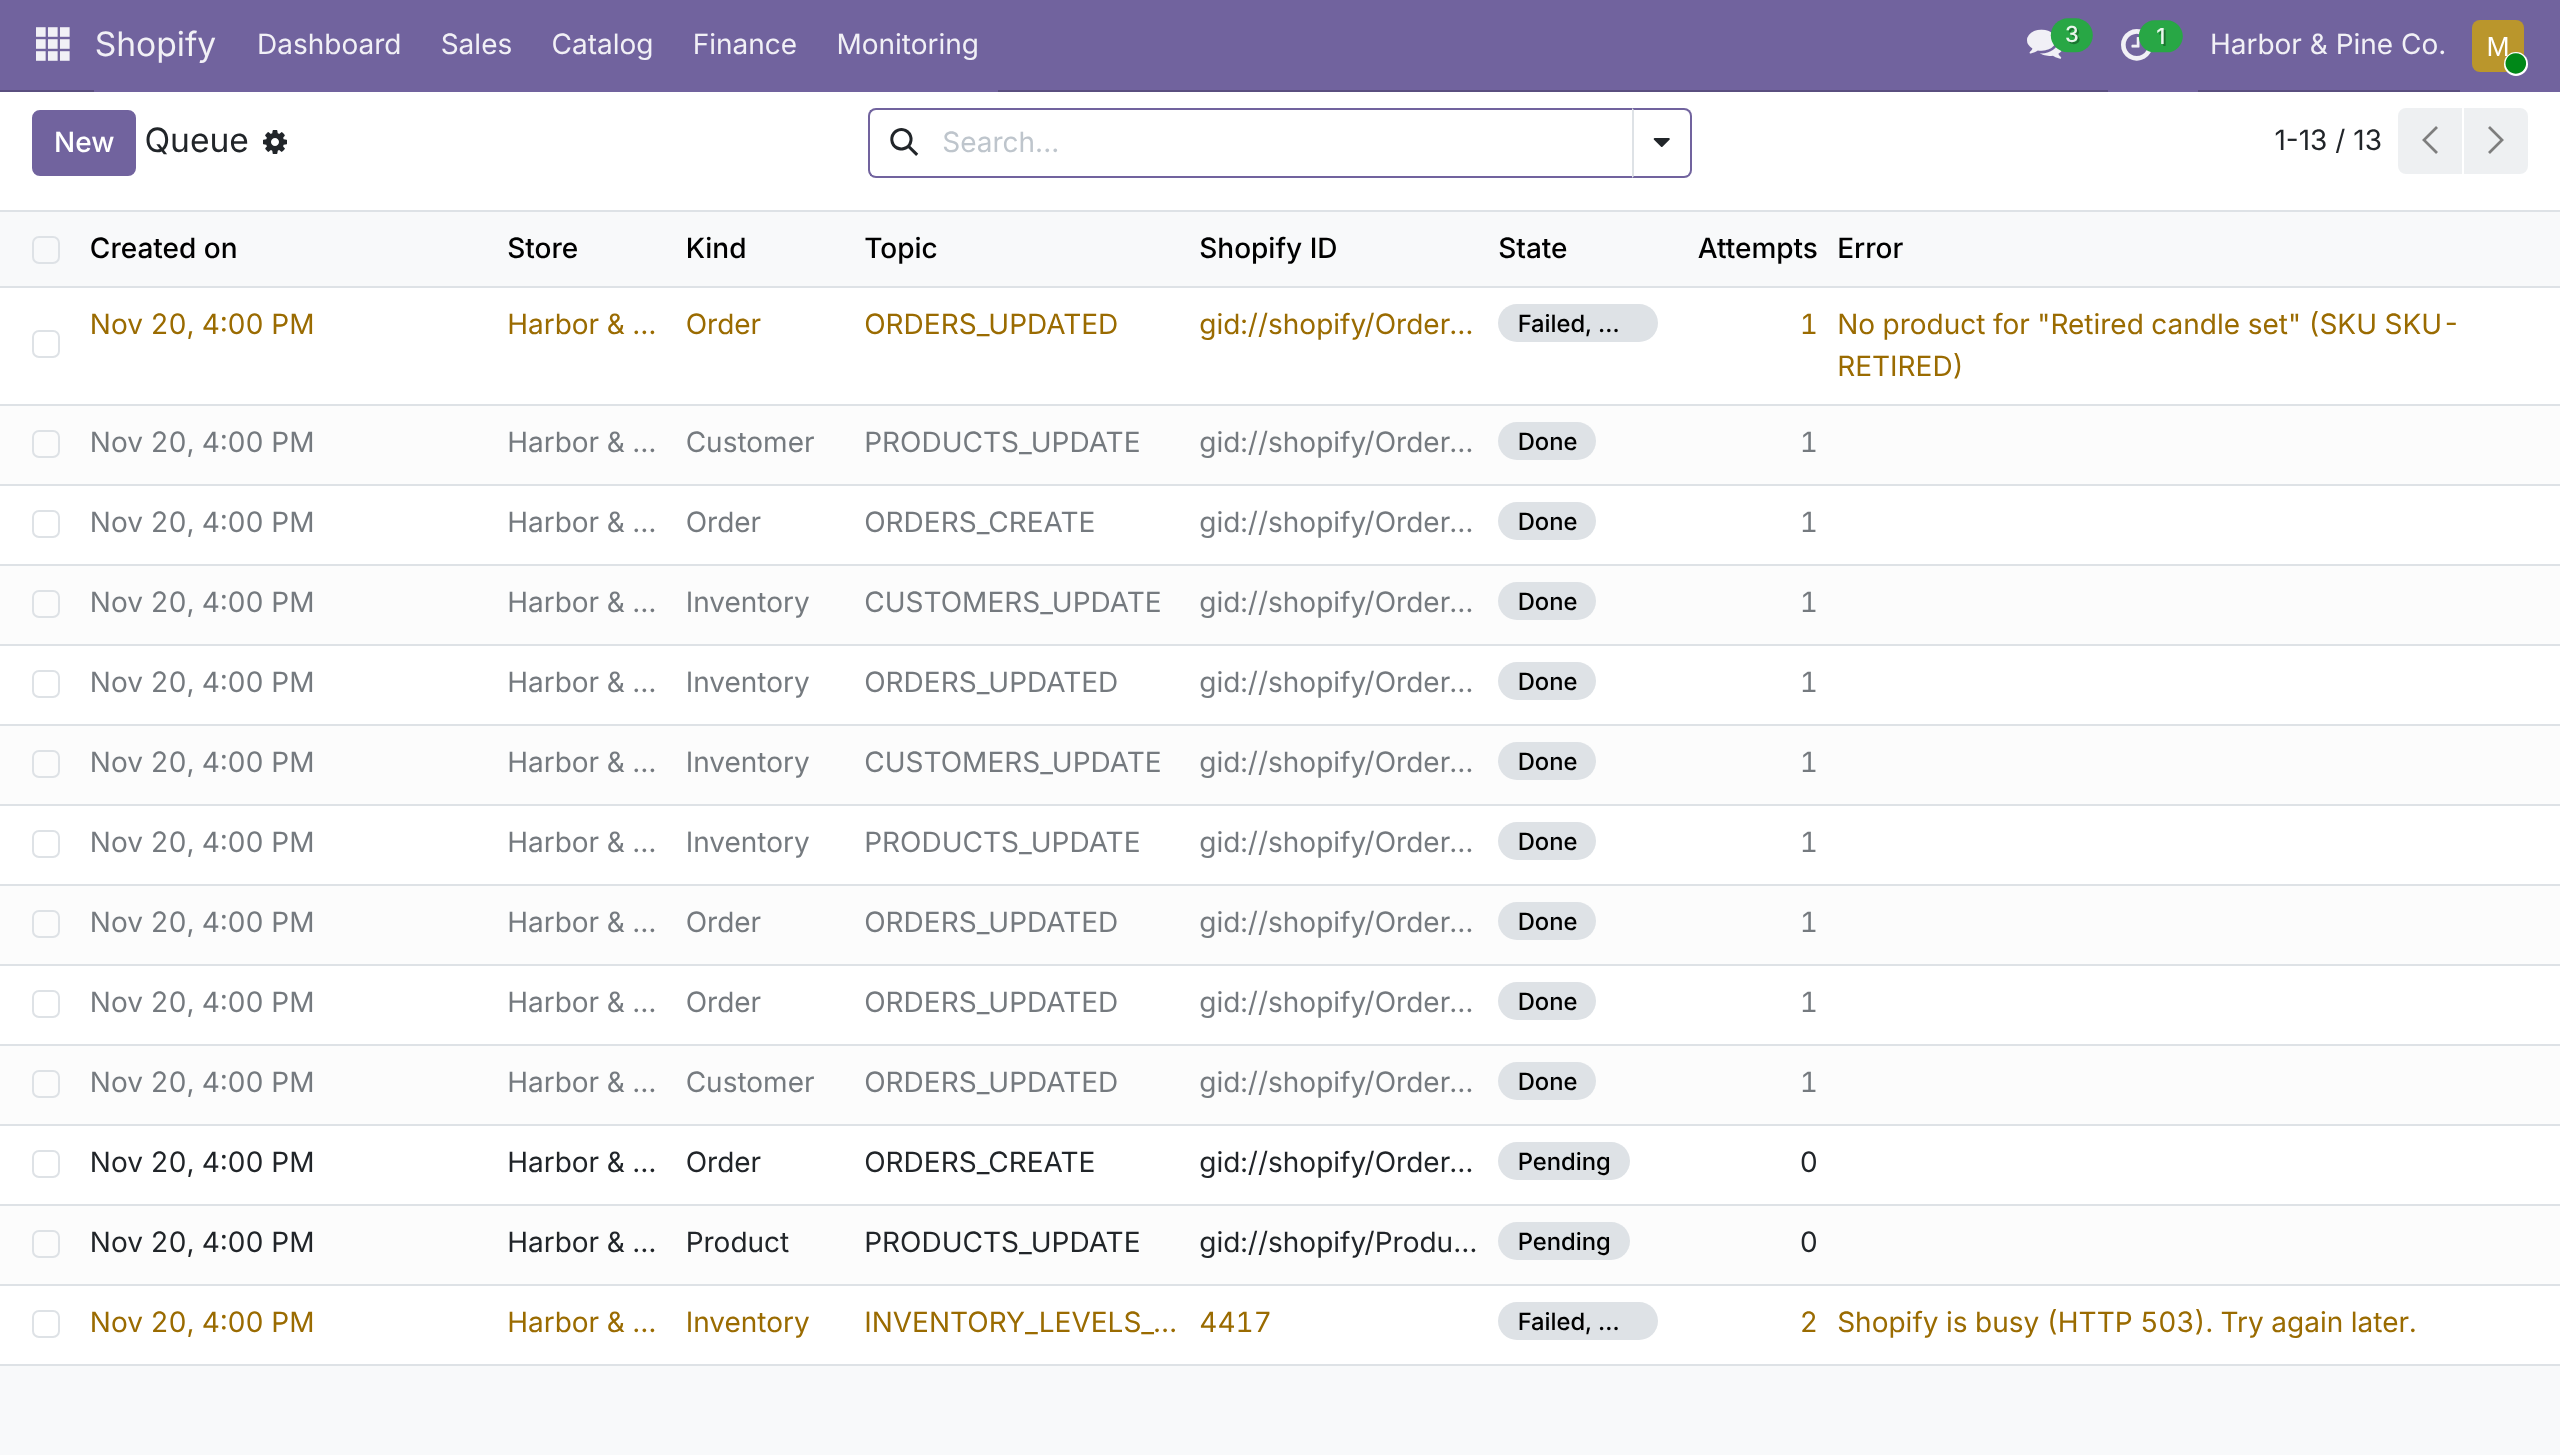 Shopify Dashboard Sales Catalog Finance Monitoring 3 1 Harbor & Pine Co. M
New Queue Search... 1-13 / 13
Created on Store Kind Topic Shopify ID State Attempts Error
Nov 20, 4:00 PM Harbor & ... Order ORDERS_UPDATED gid://shopify/Order... Failed, ... 1 No product for "Retired candle set" (SKU SKU-
RETIRED)
Nov 20, 4:00 PM Harbor & ... Customer PRODUCTS_UPDATE gid://shopify/Order... Done 1
Nov 20, 4:00 PM Harbor & ... Order ORDERS_CREATE gid://shopify/Order... Done 1
Nov 20, 4:00 PM Harbor & ... Inventory CUSTOMERS_UPDATE gid://shopify/Order... Done 1
Nov 20, 4:00 PM Harbor & ... Inventory ORDERS_UPDATED gid://shopify/Order... Done 1
Nov 20, 4:00 PM Harbor & ... Inventory CUSTOMERS_UPDATE gid://shopify/Order... Done 1
Nov 20, 4:00 PM Harbor & ... Inventory PRODUCTS_UPDATE gid://shopify/Order... Done 1
Nov 20, 4:00 PM Harbor & ... Order ORDERS_UPDATED gid://shopify/Order... Done 1
Nov 20, 4:00 PM Harbor & ... Order ORDERS_UPDATED gid://shopify/Order... Done 1
Nov 20, 4:00 PM Harbor & ... Customer ORDERS_UPDATED gid://shopify/Order... Done 1
Nov 20, 4:00 PM Harbor & ... Order ORDERS_CREATE gid://shopify/Order... Pending 0
Nov 20, 4:00 PM Harbor & ... Product PRODUCTS_UPDATE gid://shopify/Produ... Pending 0
Nov 20, 4:00 PM Harbor & ... Inventory INVENTORY_LEVELS_... 4417 Failed, ... 2 Shopify is busy (HTTP 503). Try again later.